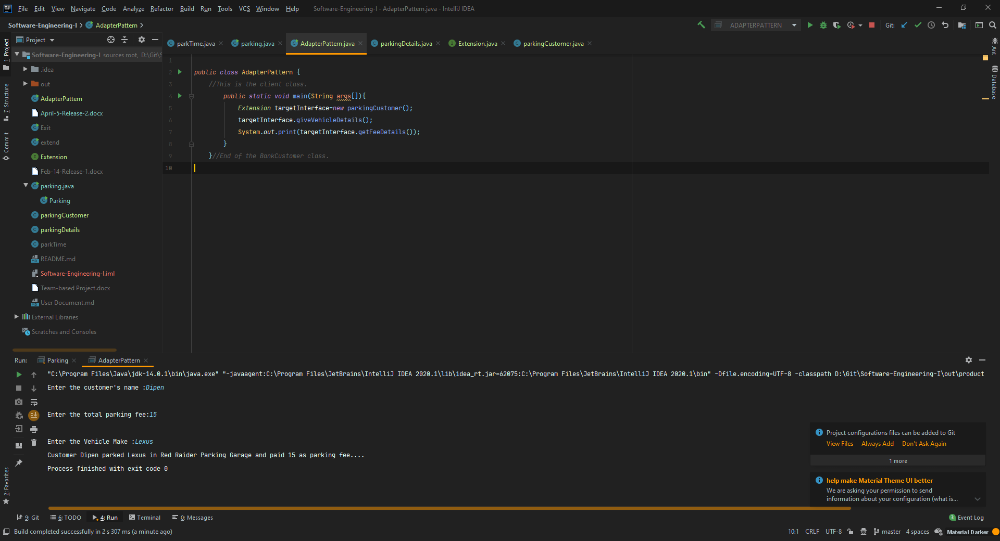 File Edit View Navigate Code Analyze Refactor Build Run Tools VCS Window Help Software-Engineering-I - AdapterPattern.java - IntelliJ IDEA
Software-Engineering-I AdapterPattern ADAPTERPATTERN Git:
Project
parkTime.java parking.java AdapterPattern.java parkingDetails.java Extension.java parkingCustomer.java
1: Project
7: Structure
Commit
2: Favorites
Ant
Database
Software-Engineering-I sources root, D:\Git\S
.idea
out
AdapterPattern
April-5-Release-2.docx
Exit
extend
Extension
Feb-14-Release-1.docx
parking.java
Parking
parkingCustomer
parkingDetails
parkTime
README.md
Software-Engineering-I.iml
Team-based Project.docx
User Document.md
External Libraries
Scratches and Consoles
1
2 public class AdapterPattern {
3 //This is the client class.
4 public static void main(String args[]){
5 Extension targetInterface=new parkingCustomer();
6 targetInterface.giveVehicleDetails();
7 System.out.print(targetInterface.getFeeDetails());
8 }
9 }//End of the BankCustomer class.
10
Run: Parking AdapterPattern
"C:\Program Files\Java\jdk-14.0.1\bin\java.exe" "-javaagent:C:\Program Files\JetBrains\IntelliJ IDEA 2020.1\lib\idea_rt.jar=62075:C:\Program Files\JetBrains\IntelliJ IDEA 2020.1\bin" -Dfile.encoding=UTF-8 -classpath D:\Git\Software-Engineering-I\out\product
Enter the customer's name :Dipen
Enter the total parking fee:15
Enter the Vehicle Make :Lexus
Customer Dipen parked Lexus in Red Raider Parking Garage and paid 15 as parking fee....
Process finished with exit code 0
Project configurations files can be added to Git
View Files Always Add Don't Ask Again
1 more
help make Material Theme UI better
We are asking your permission to send
information about your configuration (what is...
9: Git 6: TODO 4: Run Terminal 0: Messages 3 Event Log
Build completed successfully in 2 s 307 ms (a minute ago) 10:1 CRLF UTF-8 master 4 spaces Material Darker